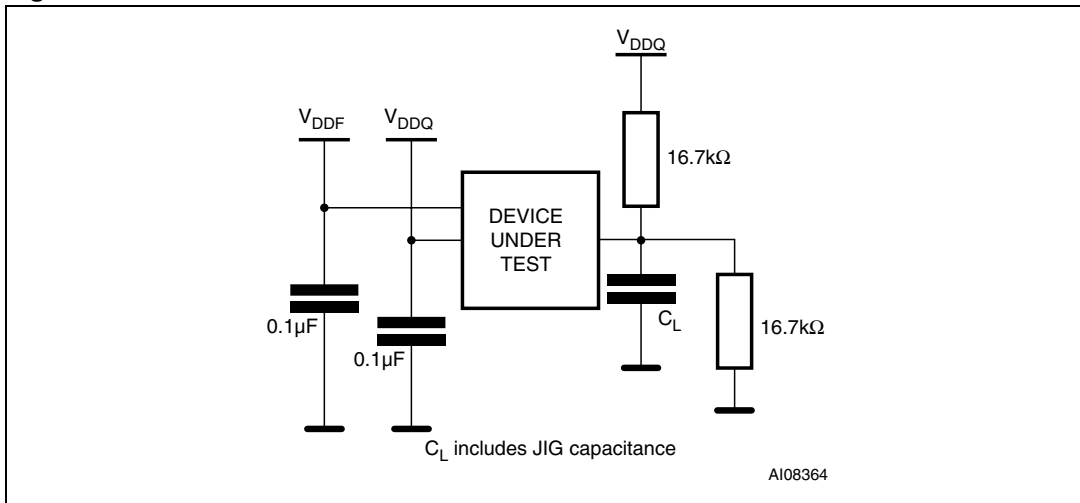 VDDQ
VDDF
VDDQ
16.7kΩ
DEVICE
UNDER
TEST
0.1µF
CL
16.7kΩ
0.1µF
CL includes JIG capacitance
AI08364